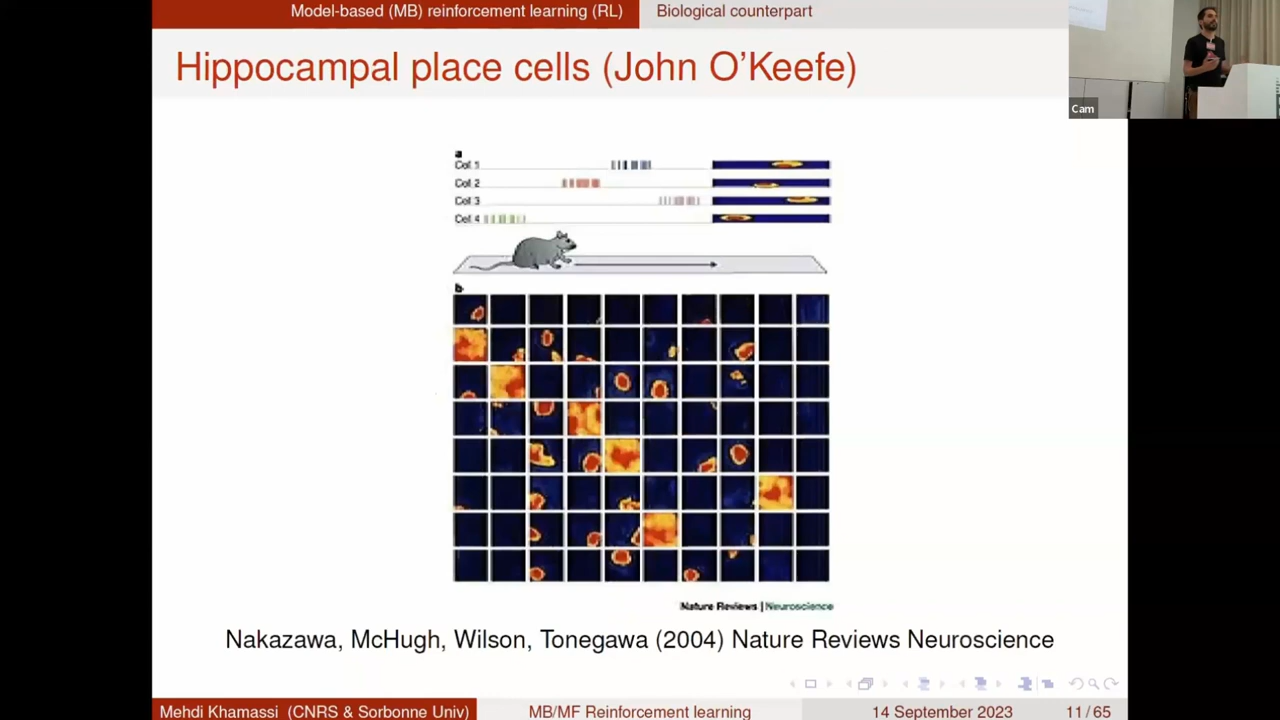 Model-based (MB) reinforcement learning (RL) Biological counterpart
Hippocampal place cells (John O'Keefe)
Cam
a
Cell 1
Cell 2
Cell 3
Cell 4
b
Nature Reviews | Neuroscience
Nakazawa, McHugh, Wilson, Tonegawa (2004) Nature Reviews Neuroscience
Mehdi Khamassi (CNRS & Sorbonne Univ) MB/MF Reinforcement learning 14 September 2023 11 / 65